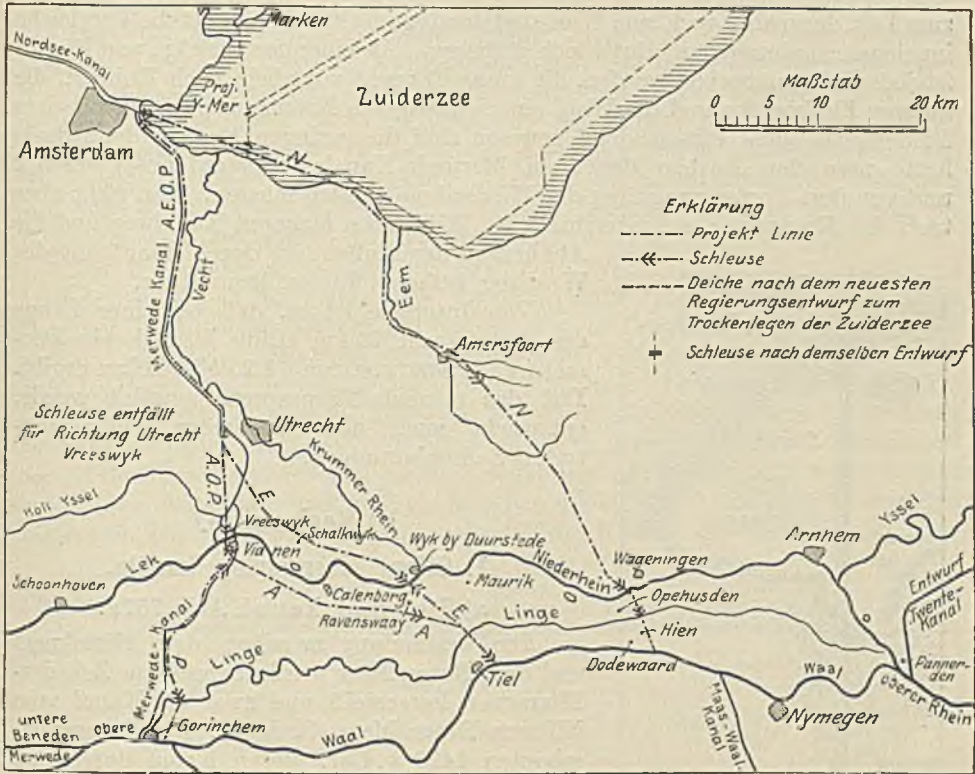 Marken
Nordsee-Kanal
Proj.
Y-Mer
Zuiderzee
Maßstab
0 5 10 20 km
Amsterdam
N
Erklärung
Projekt Linie
Schleuse
Deiche nach dem neuesten
Regierungsentwurf zum
Trockenlegen der Zuiderzee
Schleuse nach demselben Entwurf
Merwede Kanal A.E.O.P.
Vecht
Eem
Amersfoort
N
Schleuse entfällt
für Richtung Utrecht
Vreeswyk
Utrecht
Krummer Rhein
A.O.P.
E
Holl Yssel
Vreeswyk
Schalkwyk
Wyk by Duurstede
Vianen
Lek
Schoonhoven
Calenborg
Maurik
Ravenswaay
A
A
E
Niederhein
Wageningen
Arnhem
Yssel
Opehusden
Linge
Hien
Dodewaard
Entwurf
Twente-
Kanal
Panner-
den
Oberer Rhein
Merwede-Kanal
P
Linge
Tiel
Waal
Nymegen
Maas-Waal-
Kanal
Gorinchem
Waal
untere
Beneden
obere
Merwede